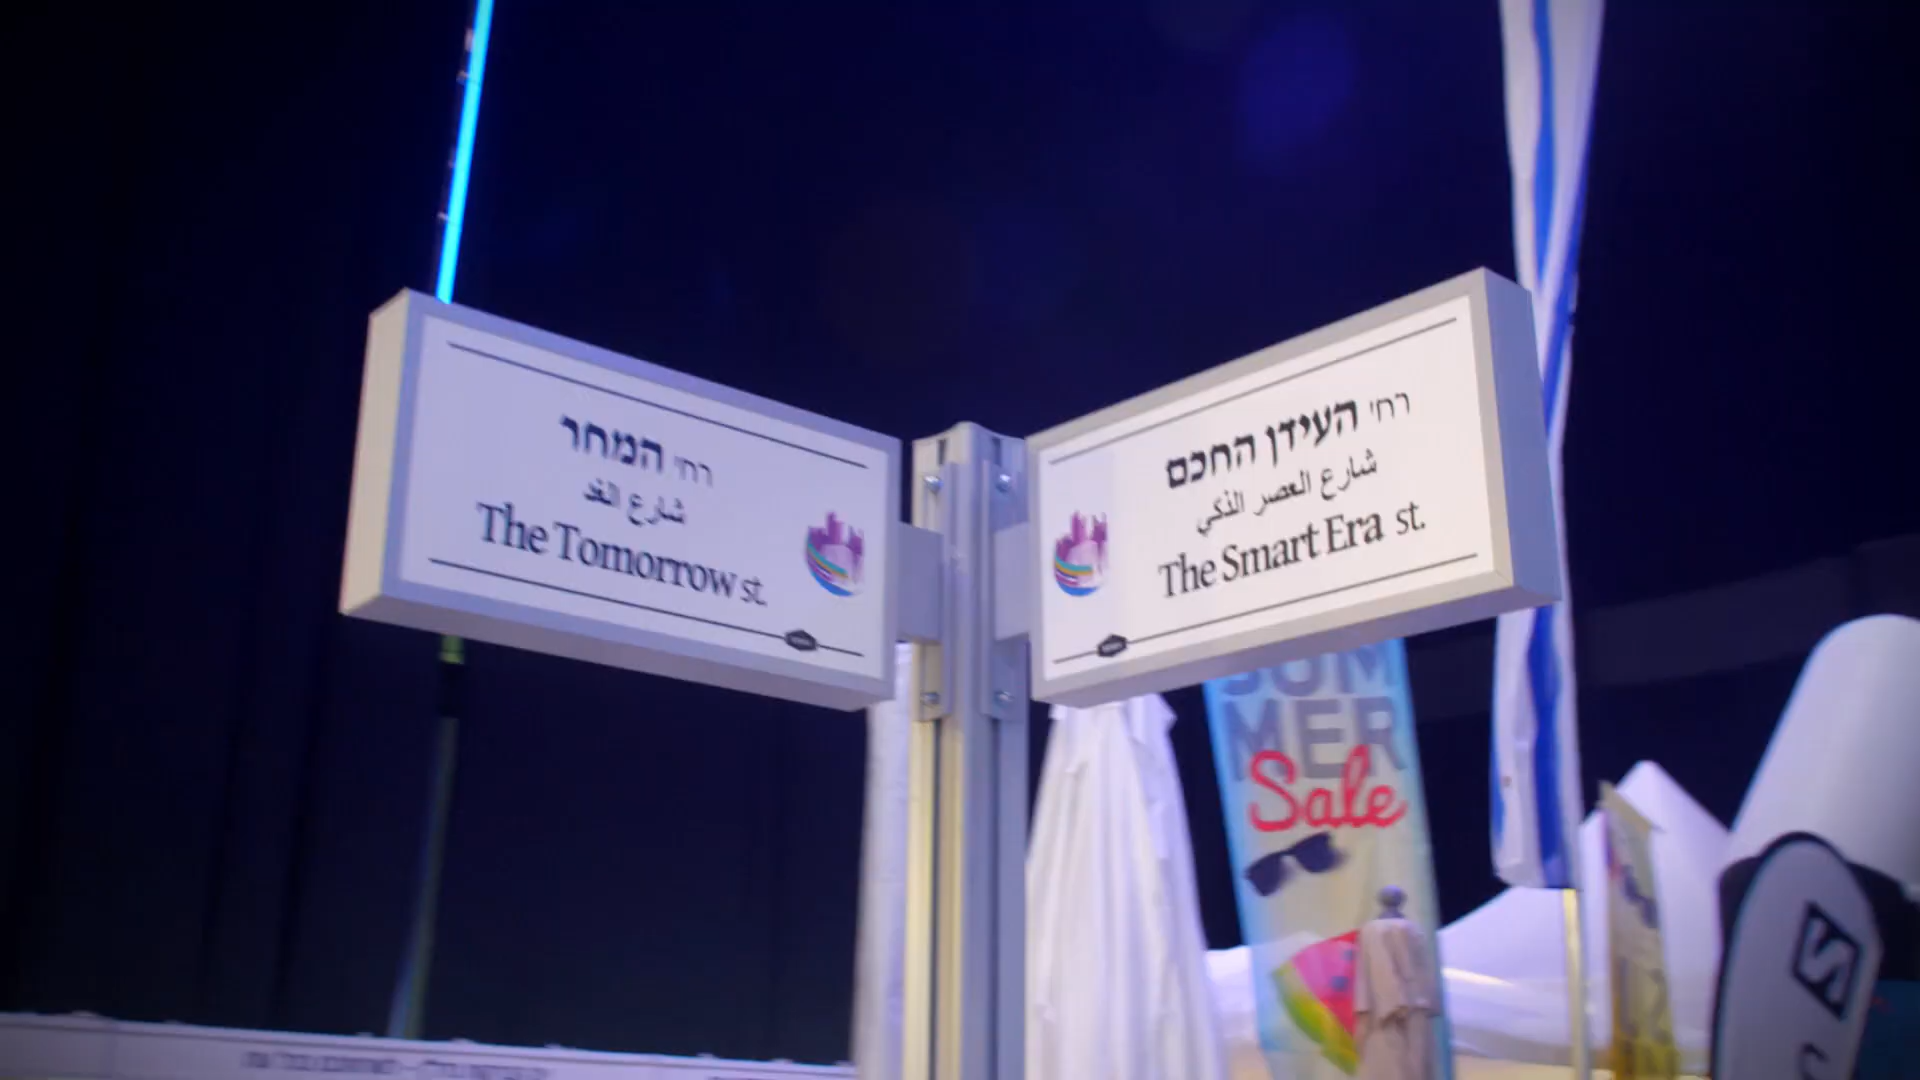 רח' המחר
شارع الغد
The Tomorrow st.
רח' העידן החכם
شارع العصر الذكي
The Smart Era st.
SUM
MER
Sale